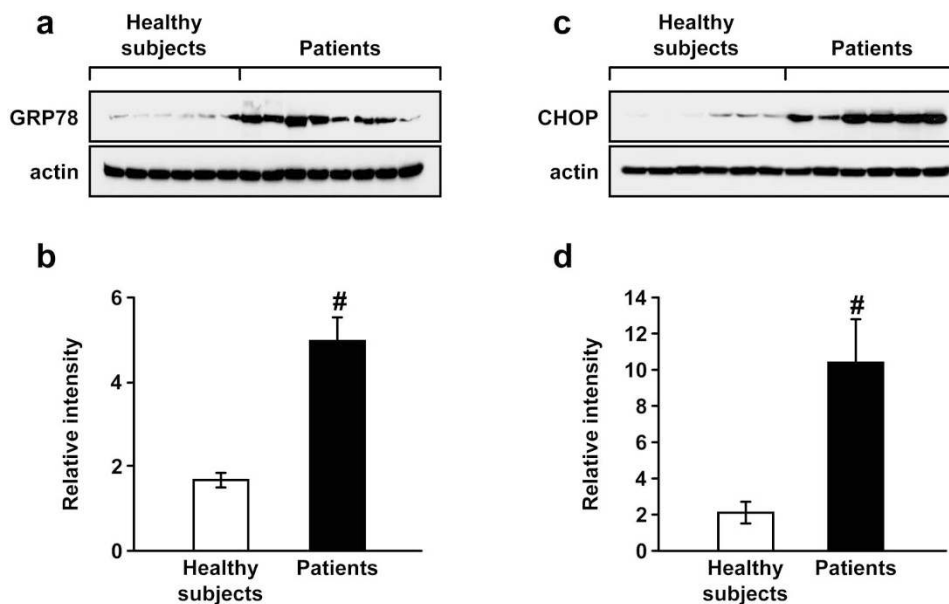 a
Healthy
subjects
Patients
GRP78
actin
b
6
4
2
0
Relative intensity
#
Healthy
subjects
Patients
c
Healthy
subjects
Patients
CHOP
actin
d
14
12
10
8
6
4
2
0
Relative intensity
#
Healthy
subjects
Patients